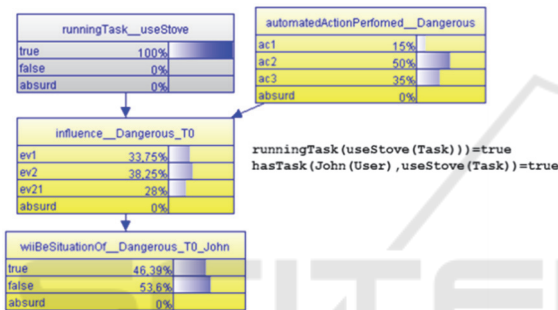 runningTask__useStove
true 100%
false 0%
absurd 0%
automatedActionPerfomed__Dangerous
ac1 15%
ac2 50%
ac3 35%
absurd 0%
influence__Dangerous_T0
ev1 33,75%
ev2 38,25%
ev21 28%
absurd 0%
runningTask(useStove(Task)))=true
hasTask(John(User),useStove(Task))=true
wiiBeSituationOf__Dangerous_T0_John
true 46,39%
false 53,6%
absurd 0%